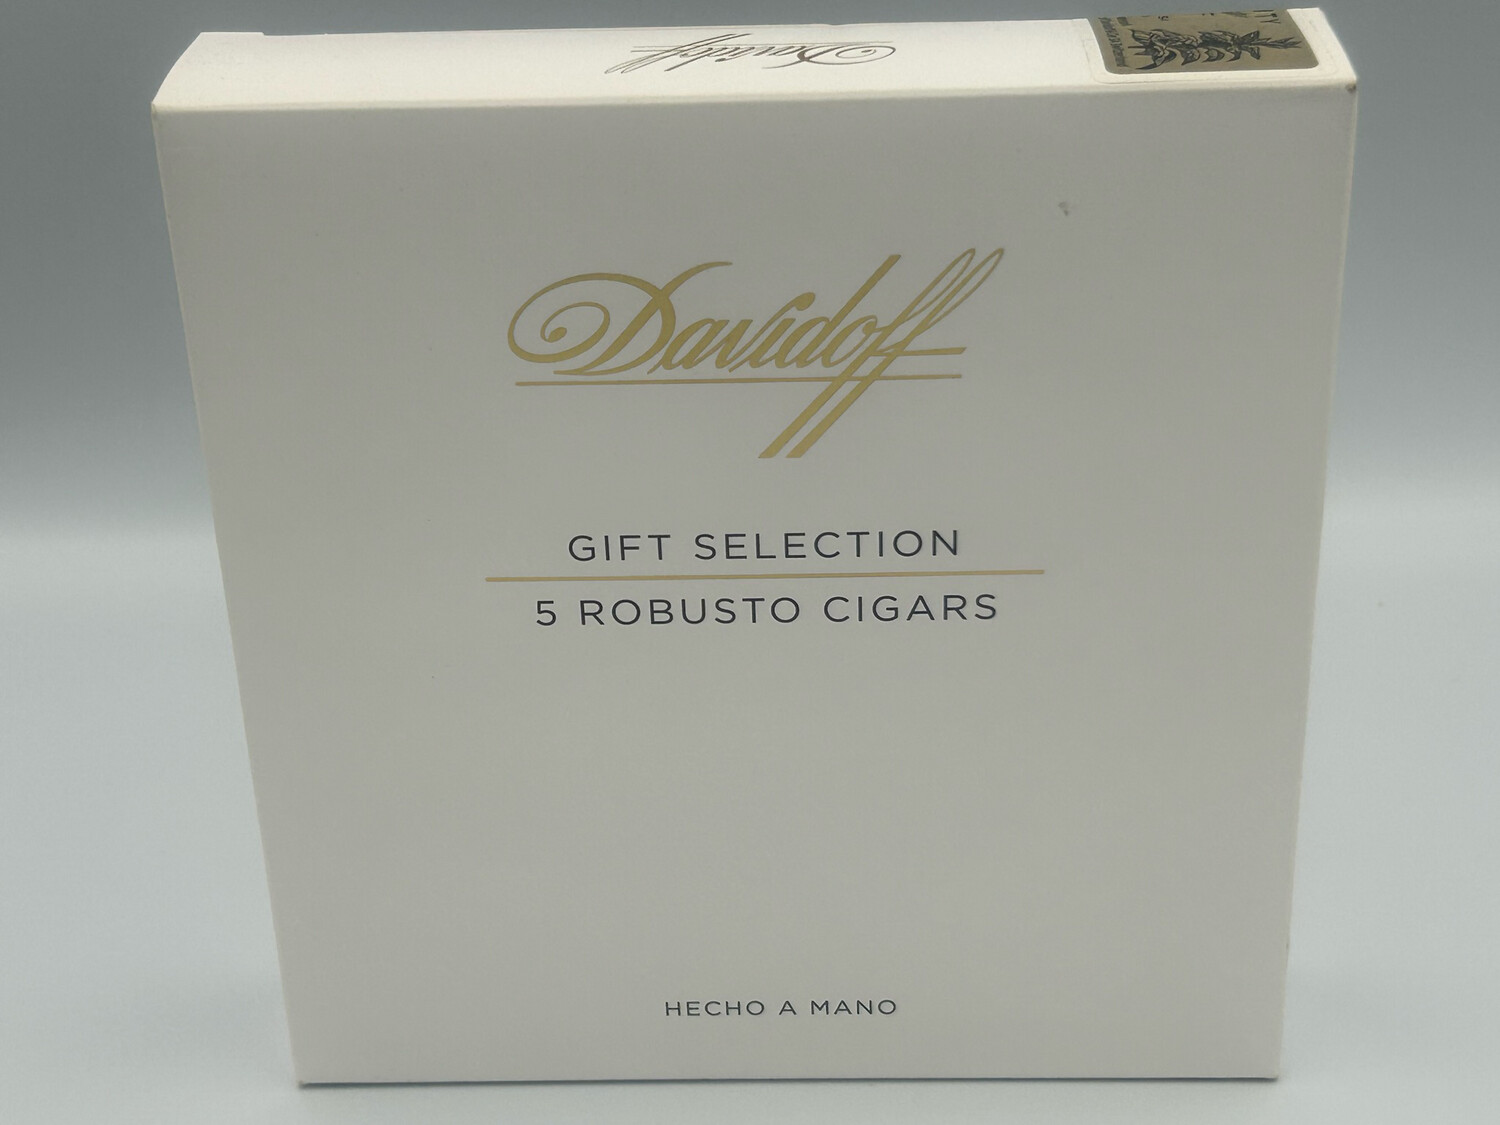 Davidoff
Davidoff
GIFT SELECTION
5 ROBUSTO CIGARS
HECHO A MANO